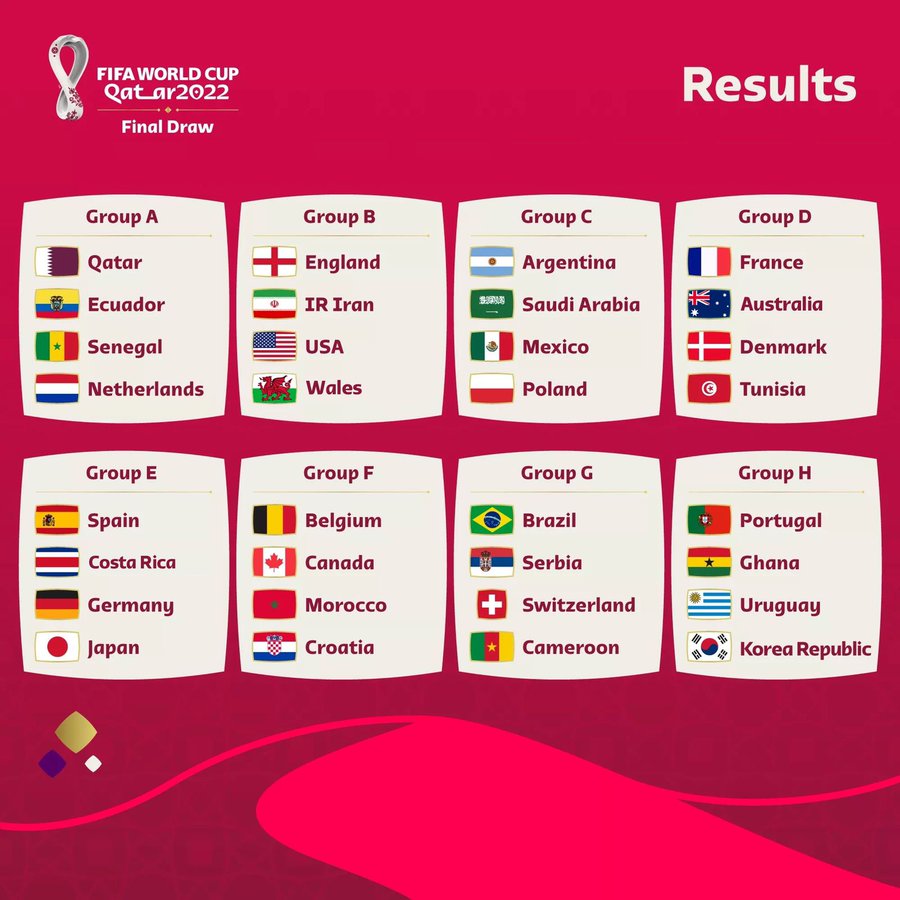 FIFA WORLD CUP
Qatar2022
Final Draw
Results
Group A
Qatar
Ecuador
Senegal
Netherlands
Group B
England
IR Iran
USA
Wales
Group C
Argentina
Saudi Arabia
Mexico
Poland
Group D
France
Australia
Denmark
Tunisia
Group E
Spain
Costa Rica
Germany
Japan
Group F
Belgium
Canada
Morocco
Croatia
Group G
Brazil
Serbia
Switzerland
Cameroon
Group H
Portugal
Ghana
Uruguay
Korea Republic